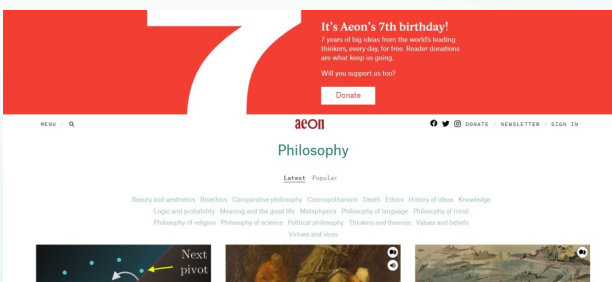 It's Aeon's 7th birthday!
7 years of big ideas from the world's leading
thinkers, every day, for free. Reader donations
are what keep us going.
Will you support us too?
Donate
MENU /
aeon
DONATE / NEWSLETTER / SIGN IN
Philosophy
Latest Popular
Beauty and aesthetics Bioethics Comparative philosophy Cosmopolitanism Death Ethics History of ideas Knowledge
Logic and probability Meaning and the good life Metaphysics Philosophy of language Philosophy of mind
Philosophy of religion Philosophy of science Political philosophy Thinkers and theories Values and beliefs
Virtues and vices
Next
pivot